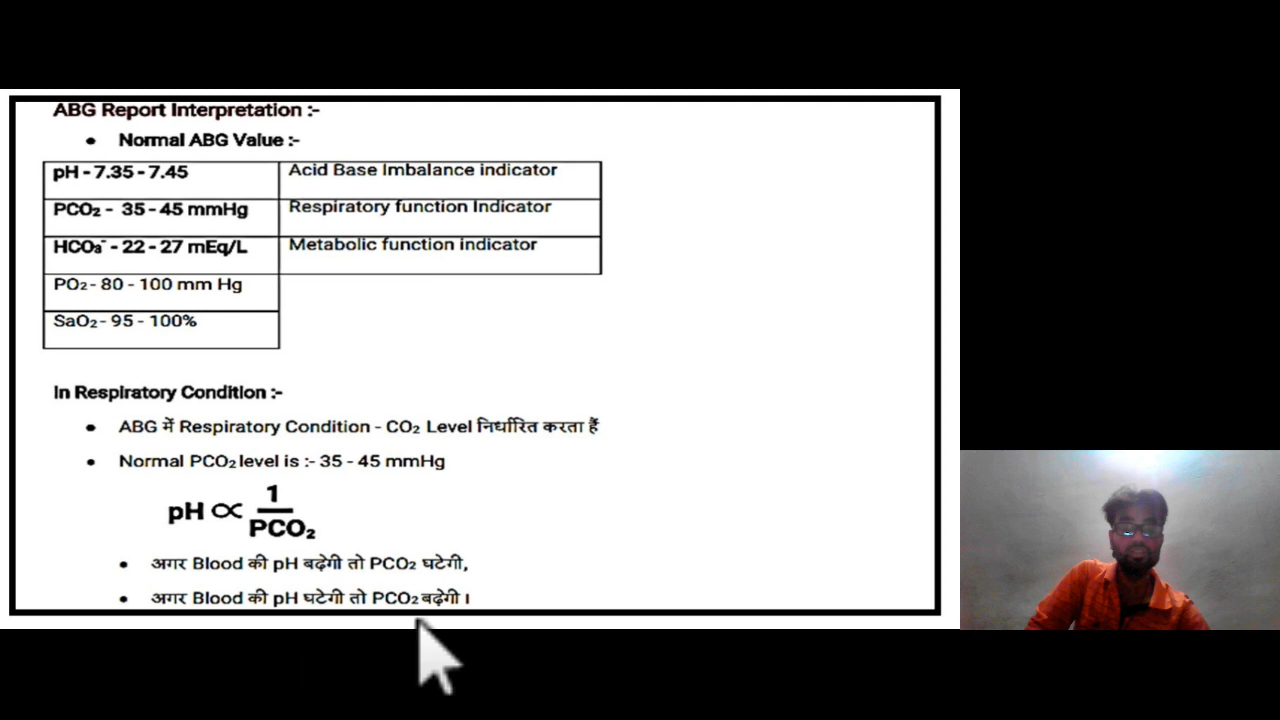 ABG Report Interpretation :-
• Normal ABG Value :-
pH - 7.35 - 7.45 Acid Base Imbalance indicator
PCO₂ - 35 - 45 mmHg Respiratory function Indicator
HCO₃⁻ - 22 - 27 mEq/L Metabolic function indicator
PO₂ - 80 - 100 mm Hg
SaO₂ - 95 - 100%
In Respiratory Condition :-
• ABG में Respiratory Condition - CO₂ Level निर्धारित करता हैं
• Normal PCO₂ level is :- 35 - 45 mmHg
pH ∝ 1/PCO₂
• अगर Blood की pH बढ़ेगी तो PCO₂ घटेगी,
• अगर Blood की pH घटेगी तो PCO₂ बढ़ेगी ।